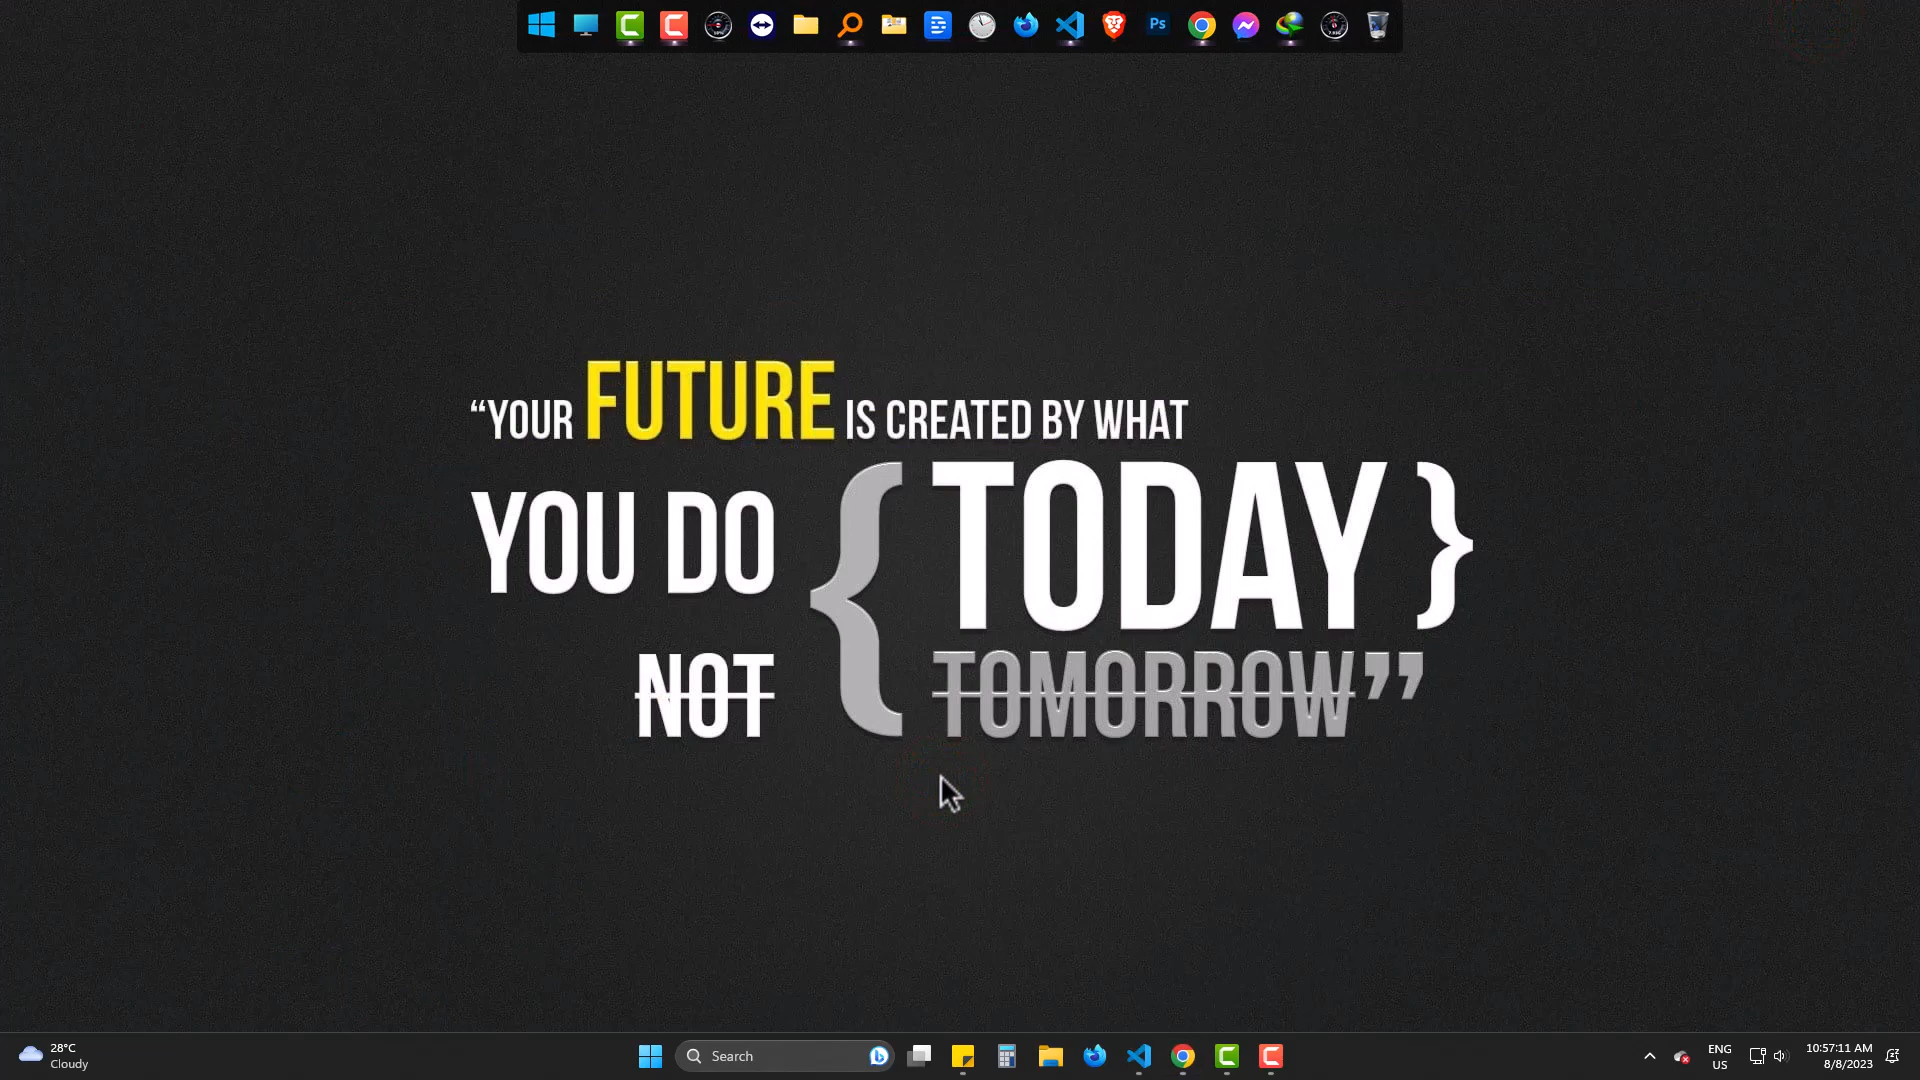 Ps
“YOUR FUTURE IS CREATED BY WHAT
YOU DO { TODAY }
NOT TOMORROW”
28°C
Cloudy
Search
ENG
US
10:57:11 AM
8/8/2023